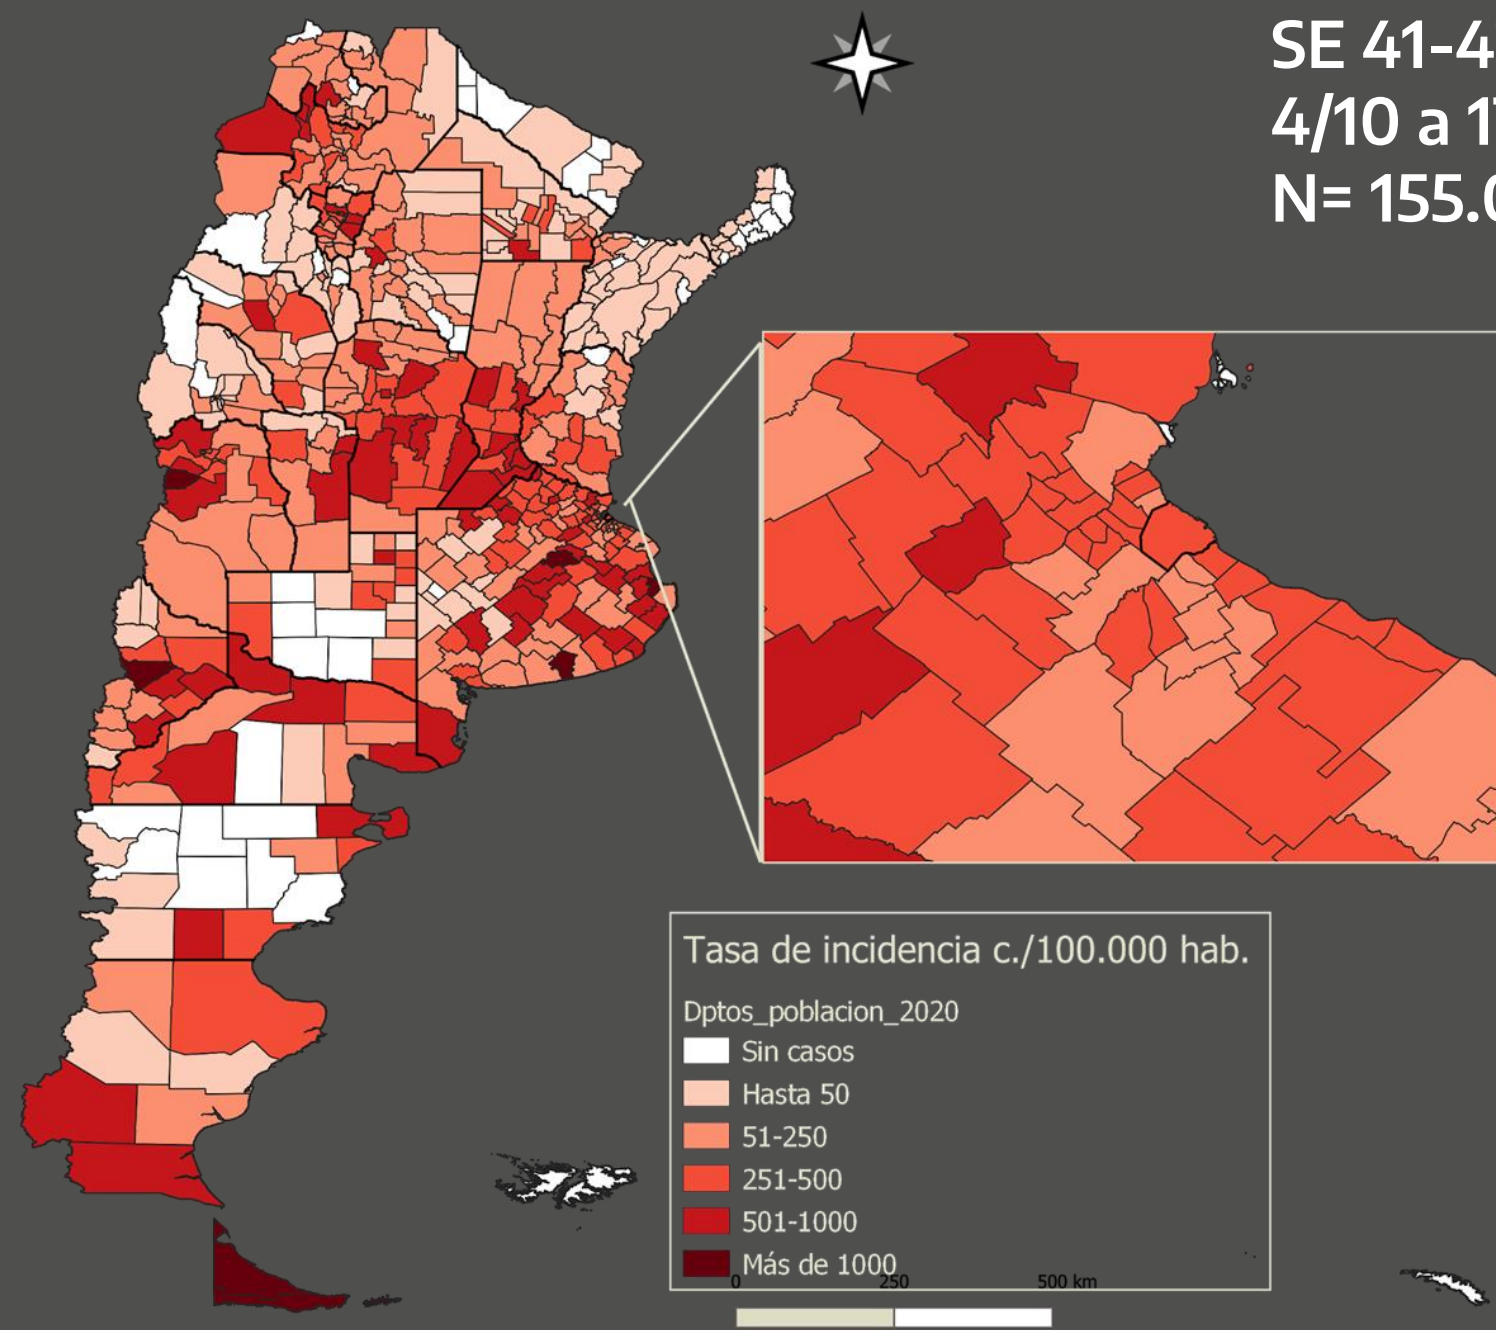 SE 41-4
4/10 a 1
N= 155.0
Tasa de incidencia c./100.000 hab.
Dptos_poblacion_2020
Sin casos
Hasta 50
51-250
251-500
501-1000
Más de 1000
0 250 500 km